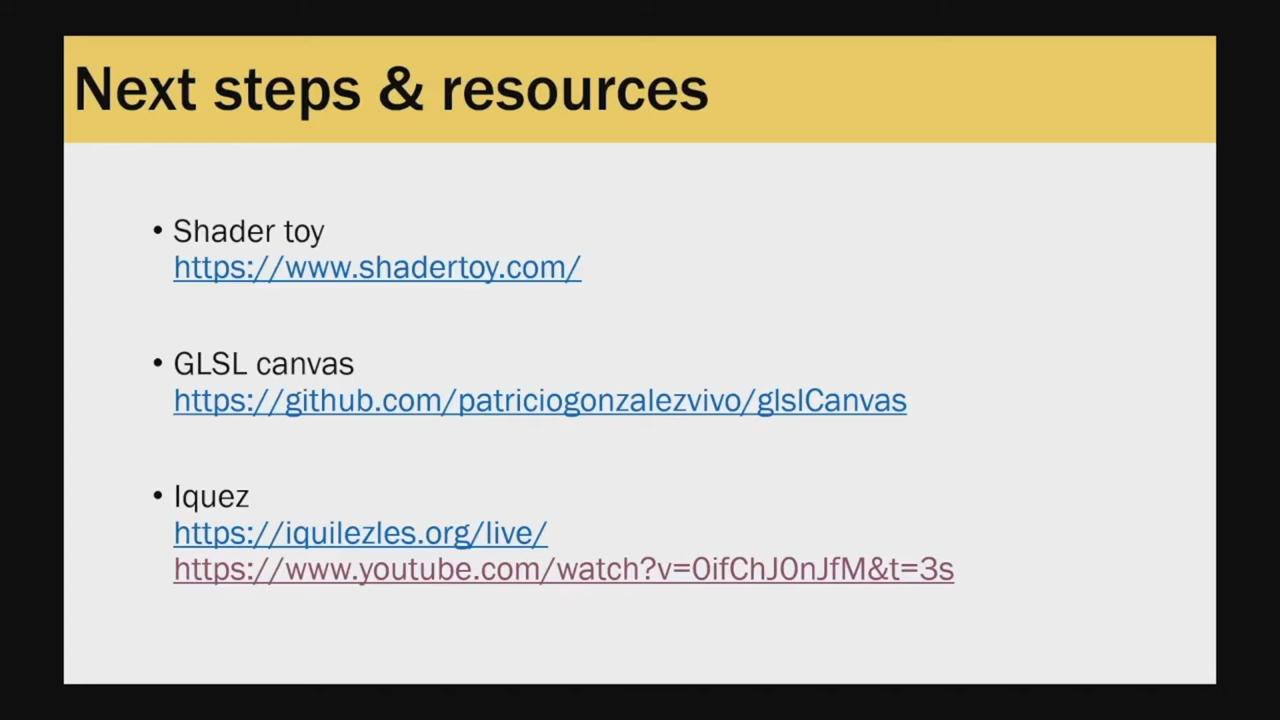 Next steps & resources
• Shader toy
https://www.shadertoy.com/
• GLSL canvas
https://github.com/patriciogonzalezvivo/glslCanvas
• Iquez
https://iquilezles.org/live/
https://www.youtube.com/watch?v=0ifChJ0nJfM&t=3s